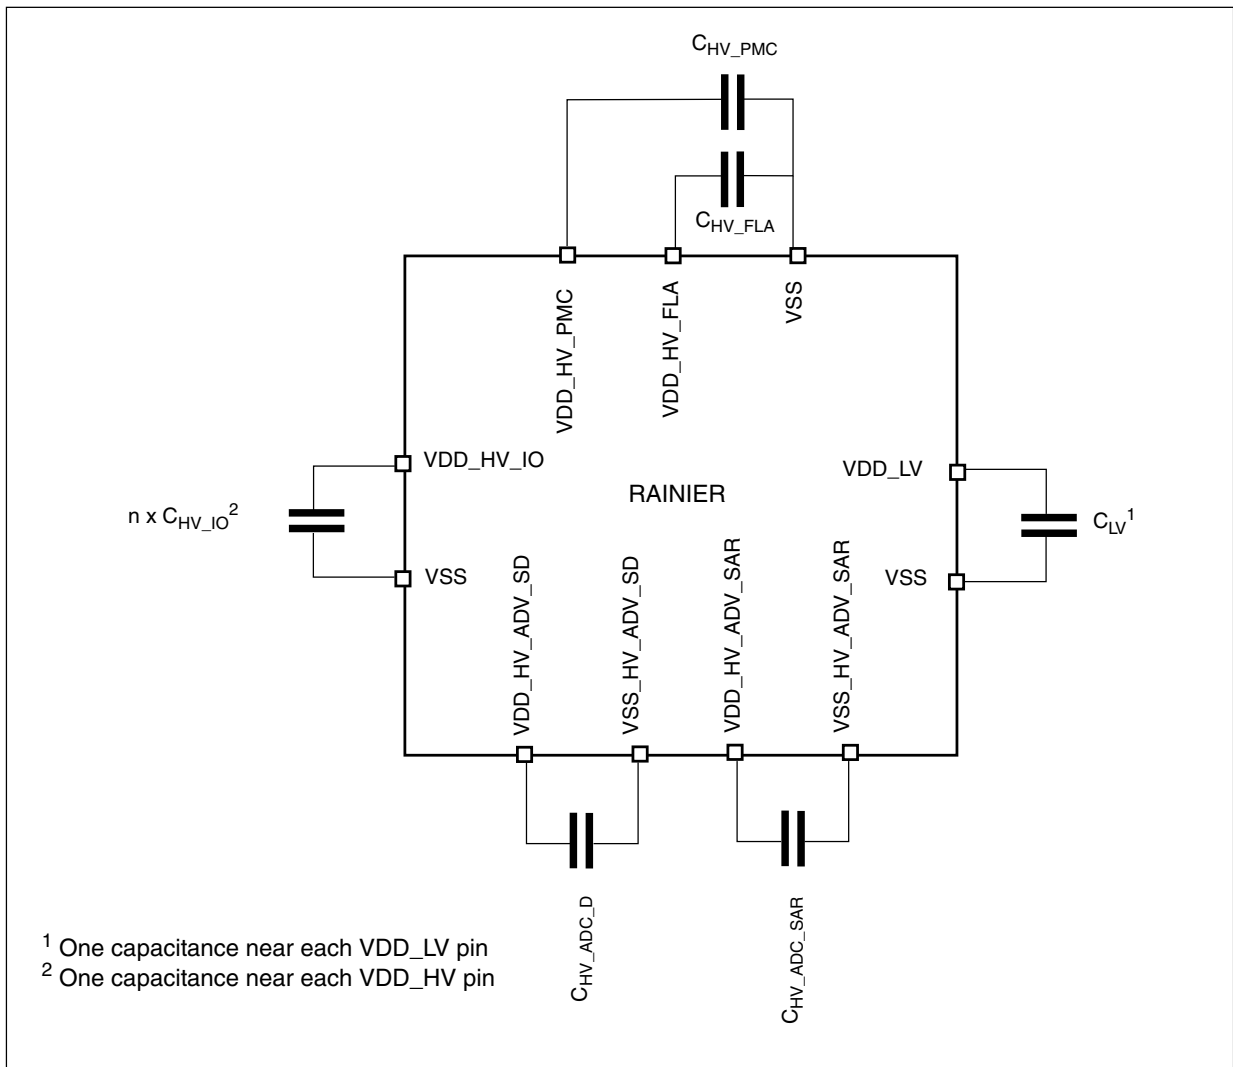 CHV_PMC
CHV_FLA
VDD_HV_PMC
VDD_HV_FLA
VSS
VDD_HV_IO
VDD_LV
RAINIER
n x CHV_IO2
CLV1
VSS
VSS
VDD_HV_ADV_SD
VSS_HV_ADV_SD
VDD_HV_ADV_SAR
VSS_HV_ADV_SAR
CHV_ADC_D
CHV_ADC_SAR
1 One capacitance near each VDD_LV pin
2 One capacitance near each VDD_HV pin